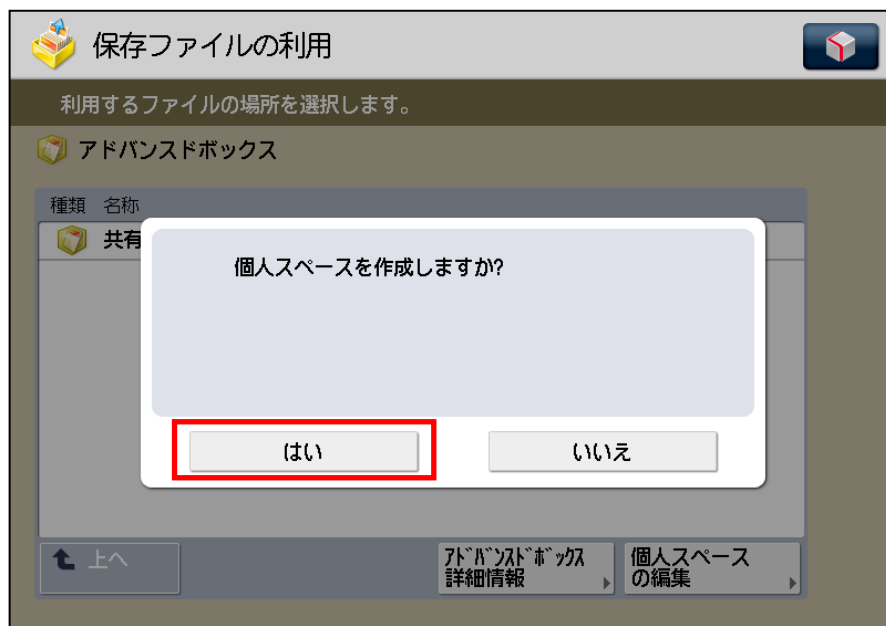 保存ファイルの利用
利用するファイルの場所を選択します。
アドバンスドボックス
種類 名称
共有
個人スペースを作成しますか?
はい いいえ
上へ
アドバンスドボックス
詳細情報
個人スペース
の編集